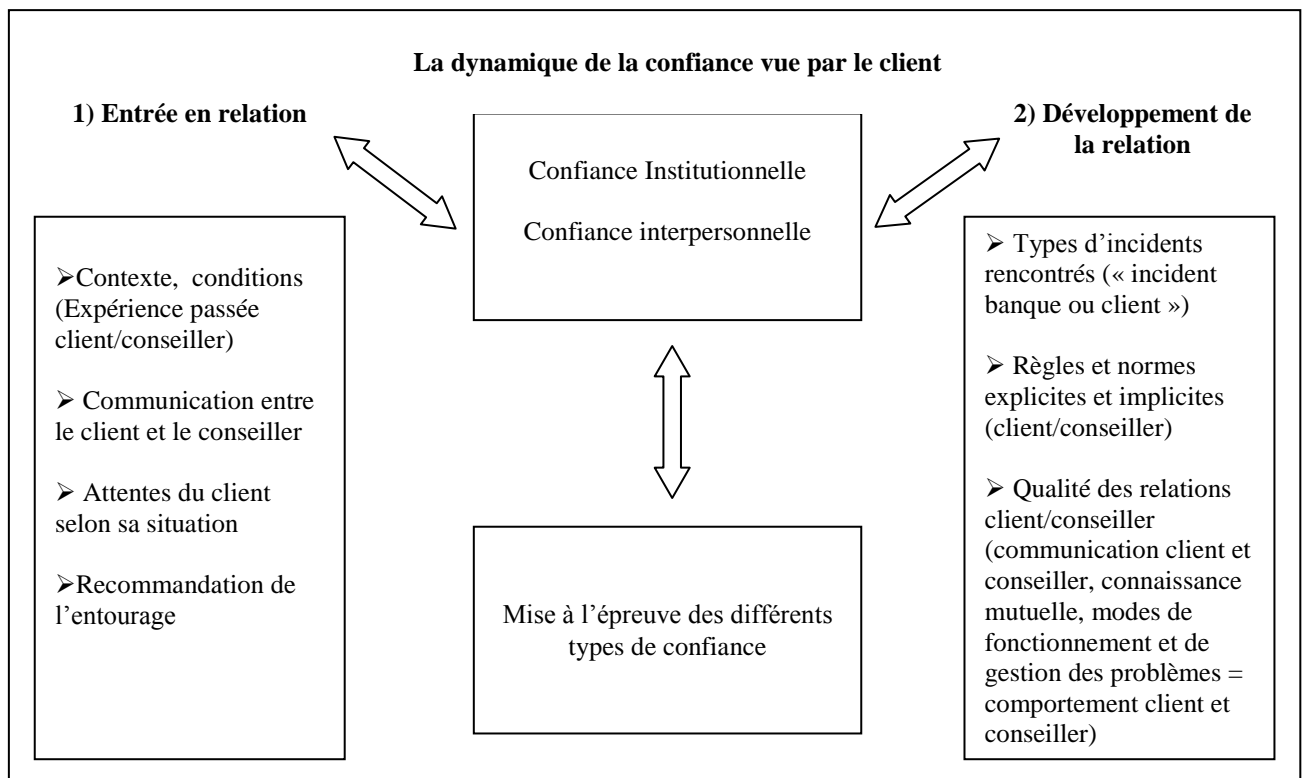 La dynamique de la confiance vue par le client
1) Entrée en relation
➢Contexte, conditions
(Expérience passée
client/conseiller)
➢ Communication entre
le client et le conseiller
➢ Attentes du client
selon sa situation
➢Recommandation de
l’entourage
Confiance Institutionnelle
Confiance interpersonnelle
Mise à l’épreuve des différents
types de confiance
2) Développement de
la relation
➢ Types d’incidents
rencontrés (« incident
banque ou client »)
➢ Règles et normes
explicites et implicites
(client/conseiller)
➢ Qualité des relations
client/conseiller
(communication client et
conseiller, connaissance
mutuelle, modes de
fonctionnement et de
gestion des problèmes =
comportement client et
conseiller)